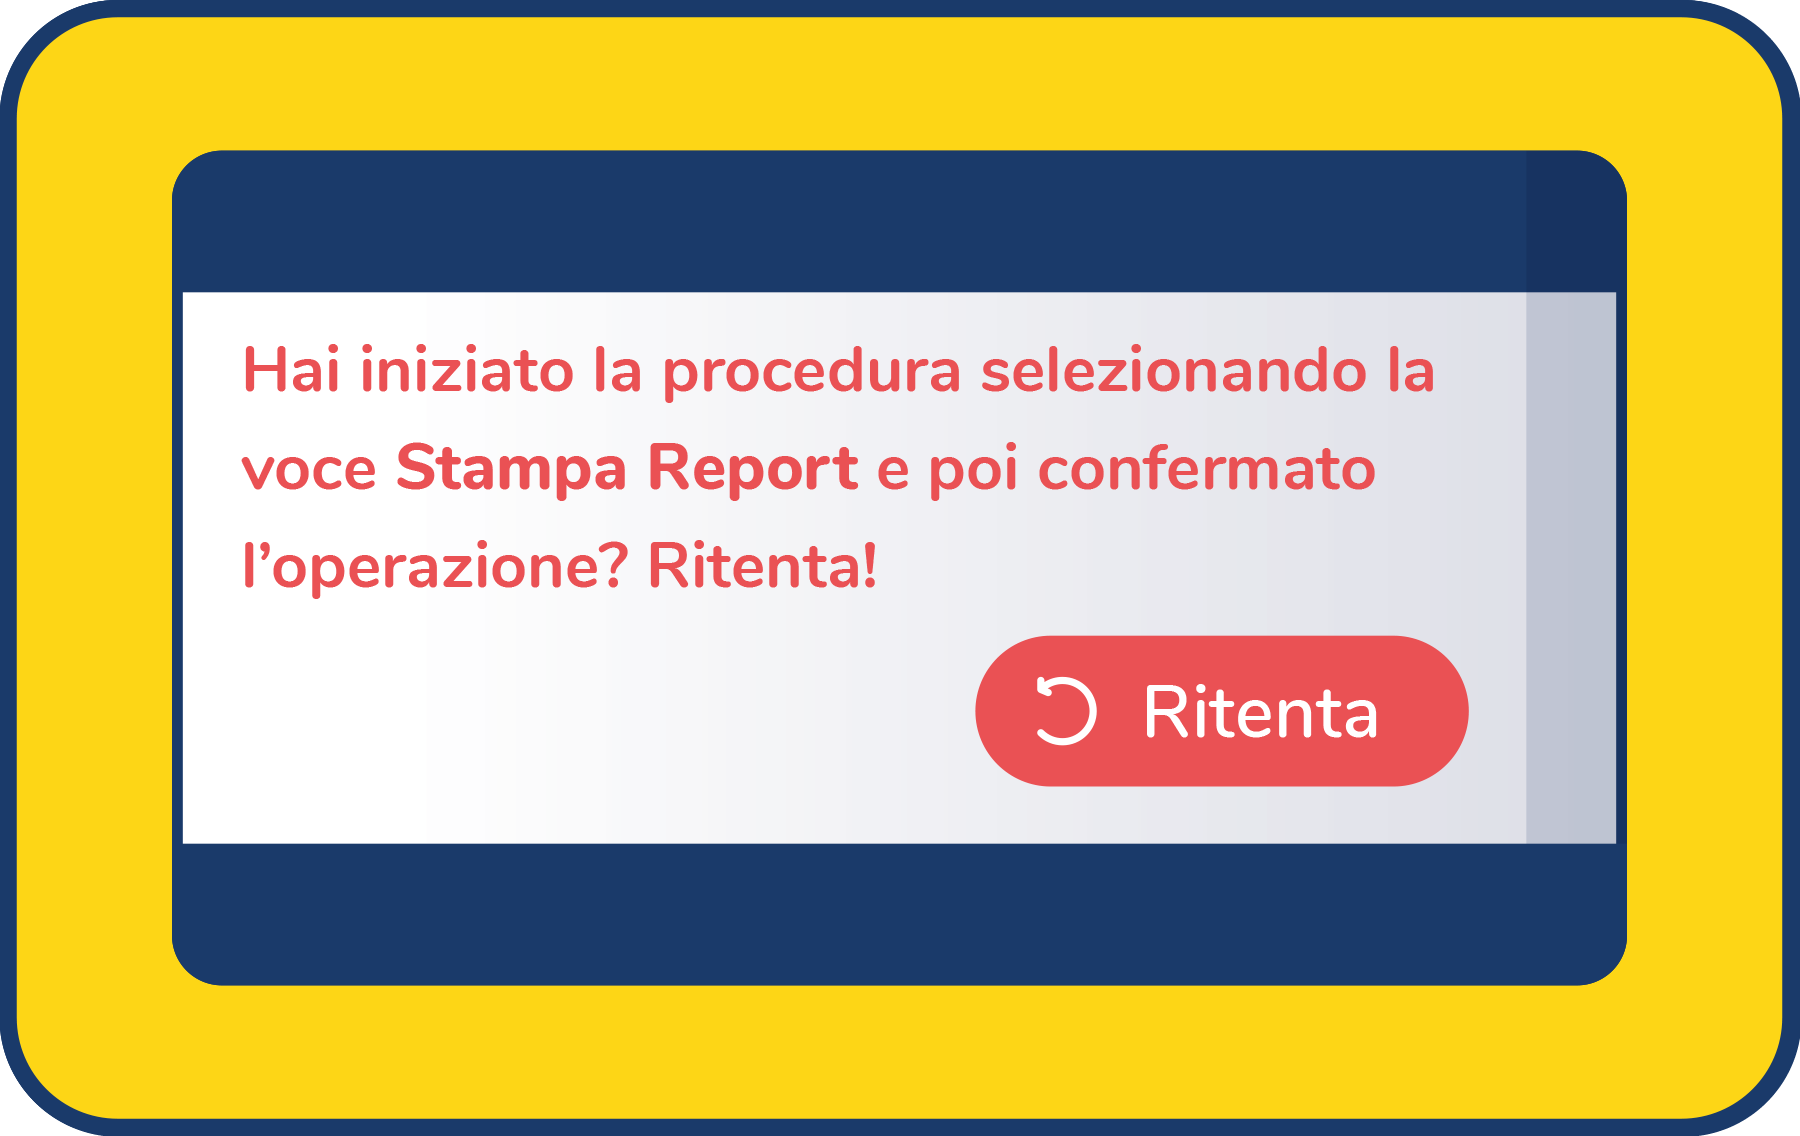 Hai iniziato la procedura selezionando la
voce Stampa Report e poi confermato
l’operazione? Ritenta!
Ritenta